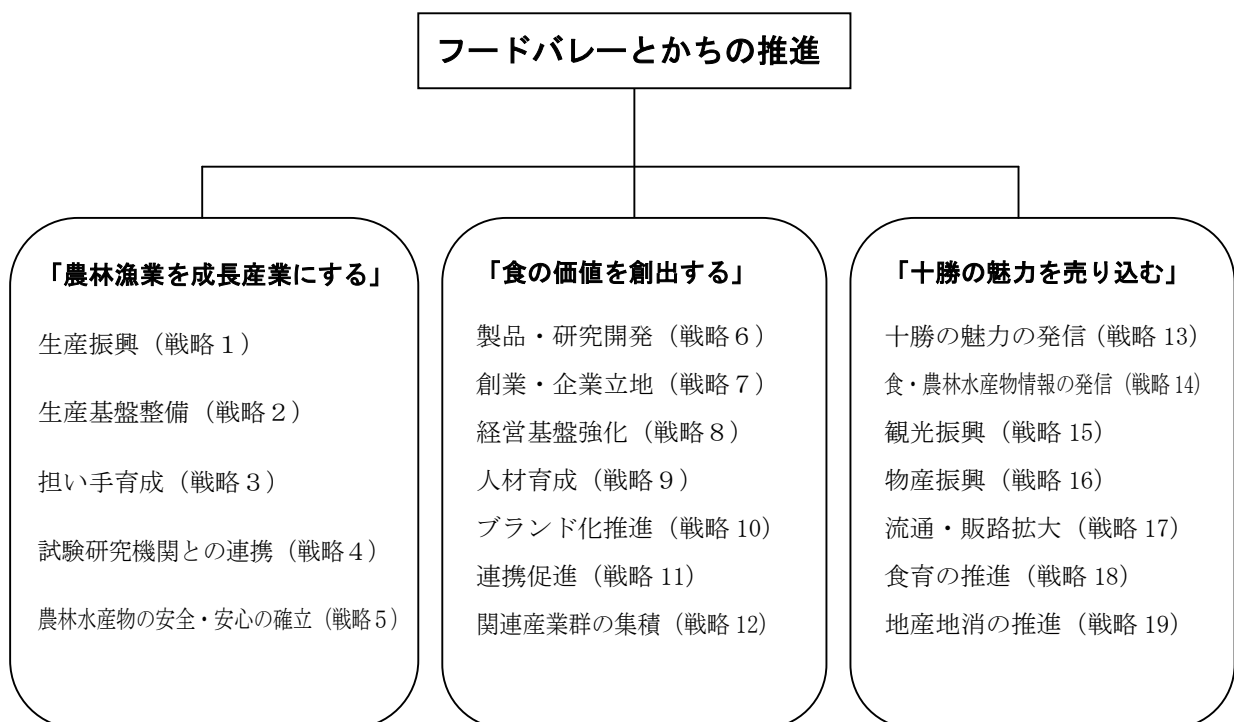 フードバレーとかちの推進
「農林漁業を成長産業にする」
生産振興（戦略１）
生産基盤整備（戦略２）
担い手育成（戦略３）
試験研究機関との連携（戦略４）
農林水産物の安全・安心の確立（戦略5）
「食の価値を創出する」
製品・研究開発（戦略６）
創業・企業立地（戦略７）
経営基盤強化（戦略８）
人材育成（戦略９）
ブランド化推進（戦略 10）
連携促進（戦略 11）
関連産業群の集積（戦略 12）
「十勝の魅力を売り込む」
十勝の魅力の発信（戦略 13）
食・農林水産物情報の発信（戦略 14）
観光振興（戦略 15）
物産振興（戦略 16）
流通・販路拡大（戦略 17）
食育の推進（戦略 18）
地産地消の推進（戦略 19）